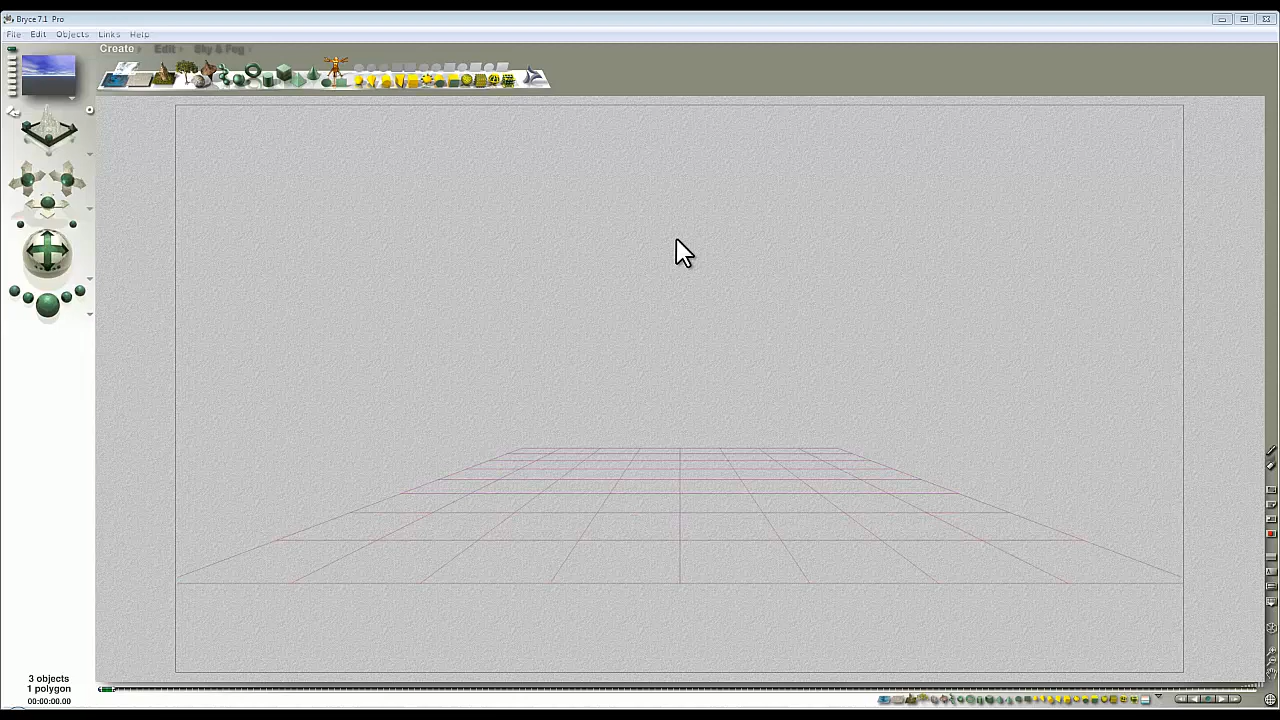 Bryce 7.1 Pro
File Edit Objects Links Help
Create Edit Sky & Fog
3 objects
1 polygon
00:00:00.00